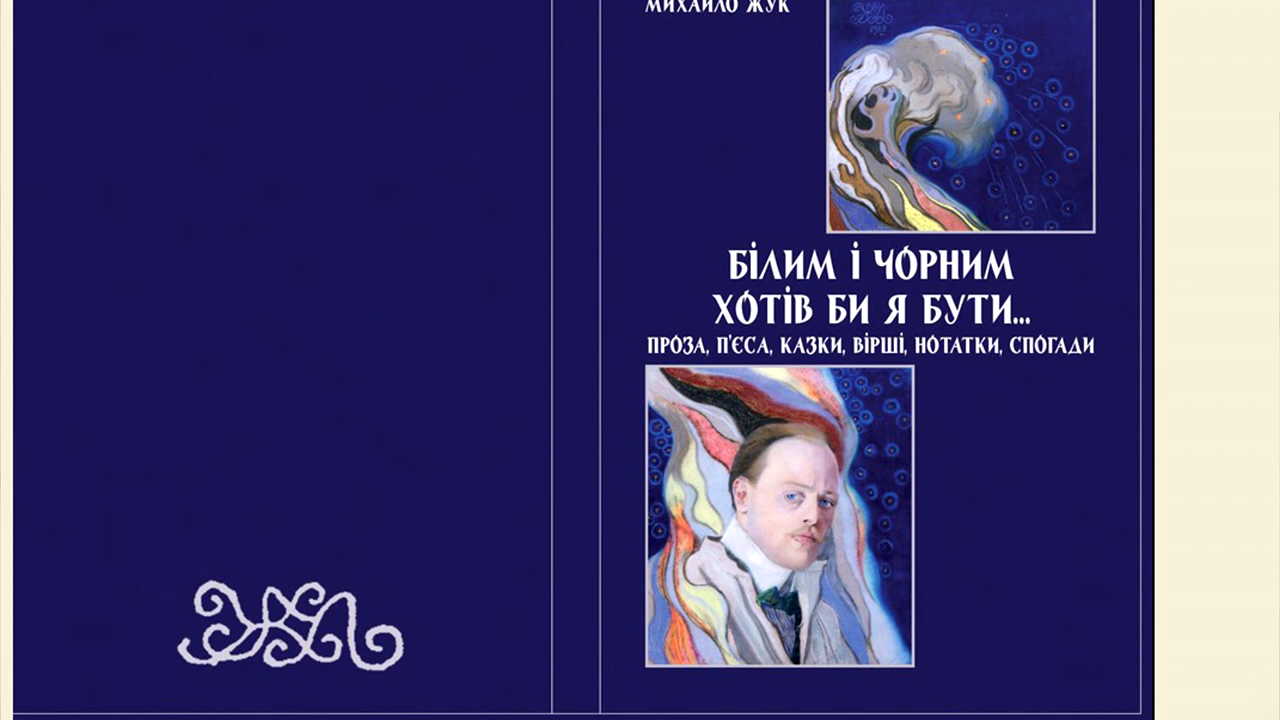 МИХАЙЛО ЖУК
БІЛИМ І ЧОРНИМ
ХОТІВ БИ Я БУТИ...
ПРОЗА, П'ЄСА, КАЗКИ, ВІРШІ, НОТАТКИ, СПОГАДИ